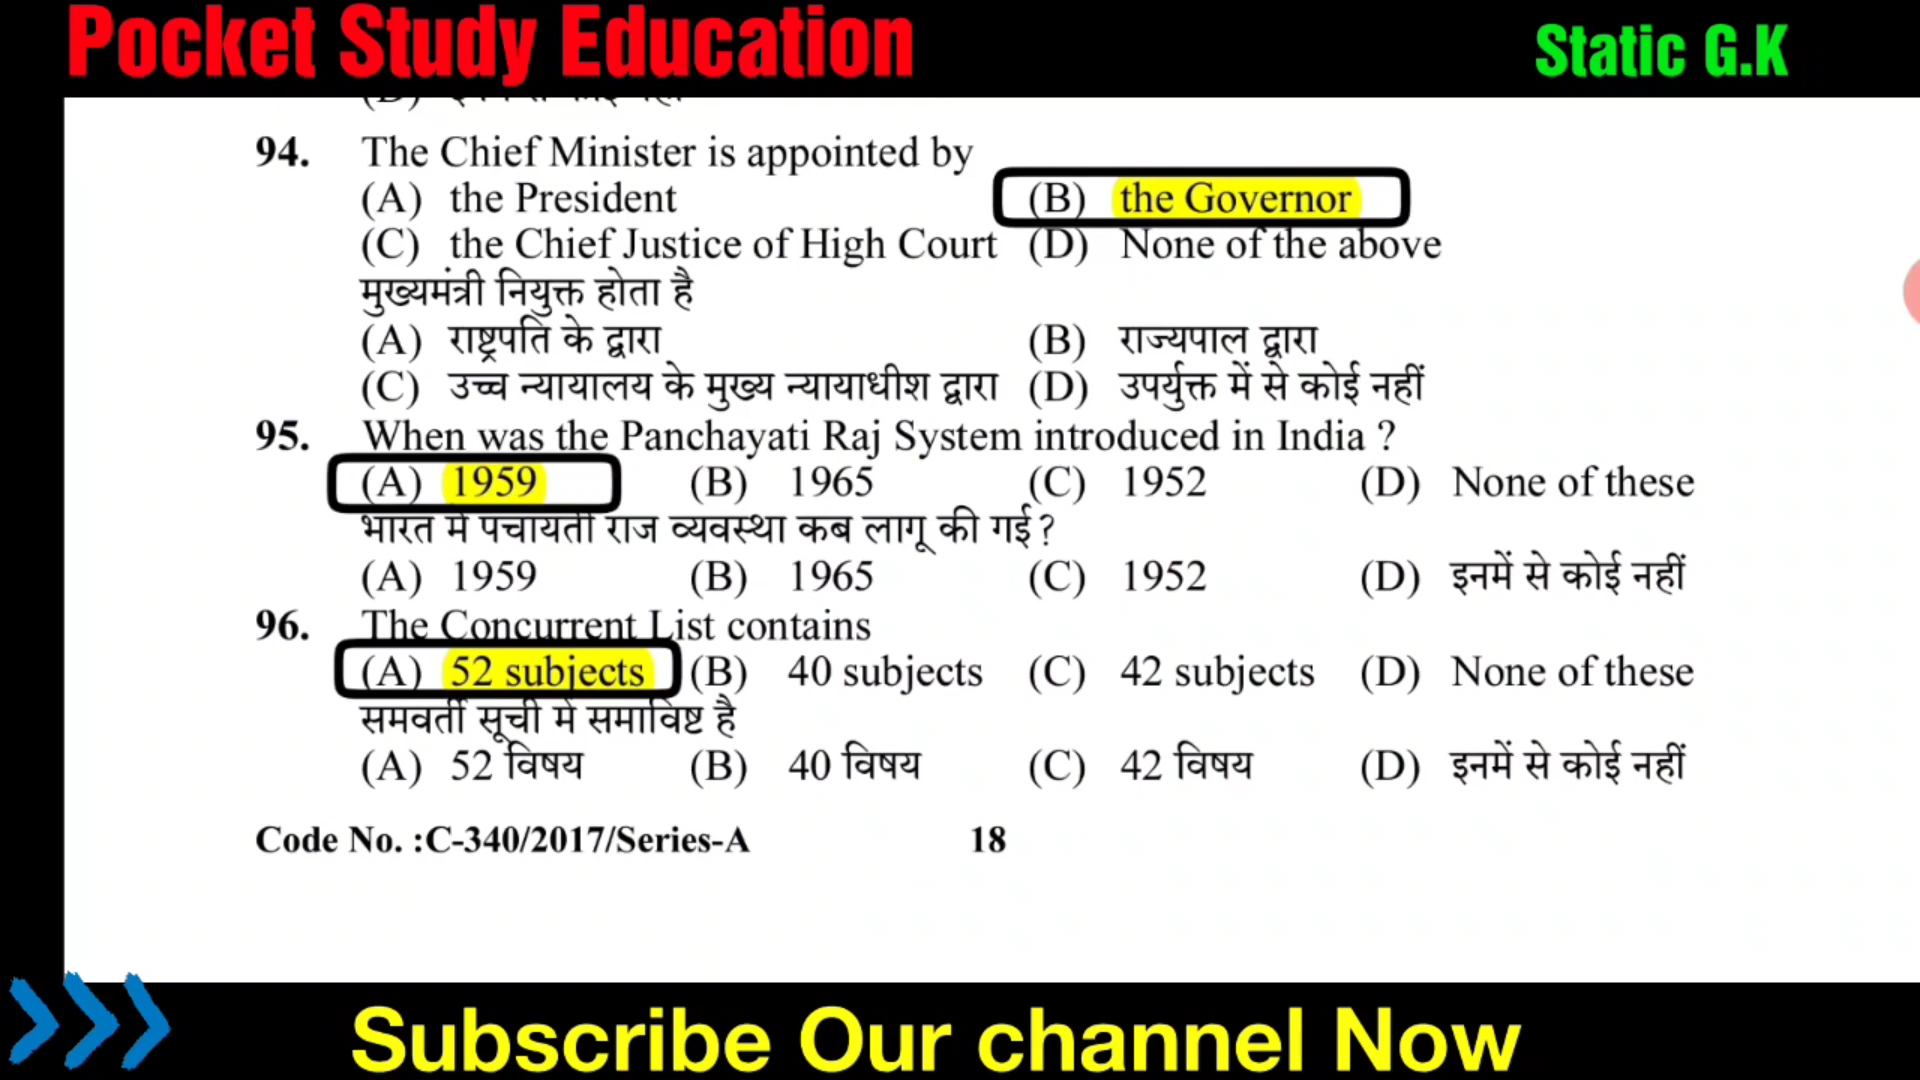 Pocket Study Education
Static G.K
94. The Chief Minister is appointed by
(A) the President (B) the Governor
(C) the Chief Justice of High Court (D) None of the above
मुख्यमंत्री नियुक्त होता है
(A) राष्ट्रपति के द्वारा (B) राज्यपाल द्वारा
(C) उच्च न्यायालय के मुख्य न्यायाधीश द्वारा (D) उपर्युक्त में से कोई नहीं
95. When was the Panchayati Raj System introduced in India ?
(A) 1959 (B) 1965 (C) 1952 (D) None of these
भारत में पंचायती राज व्यवस्था कब लागू की गई?
(A) 1959 (B) 1965 (C) 1952 (D) इनमें से कोई नहीं
96. The Concurrent List contains
(A) 52 subjects (B) 40 subjects (C) 42 subjects (D) None of these
समवर्ती सूची में समाविष्ट है
(A) 52 विषय (B) 40 विषय (C) 42 विषय (D) इनमें से कोई नहीं
Code No. :C-340/2017/Series-A 18
Subscribe Our channel Now